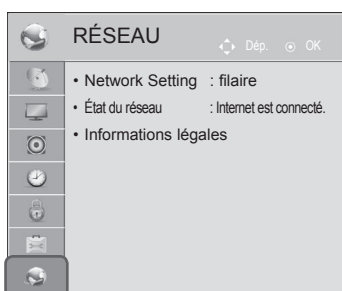 RÉSEAU
Dép. OK
• Network Setting : filaire
• État du réseau : Internet est connecté.
• Informations légales